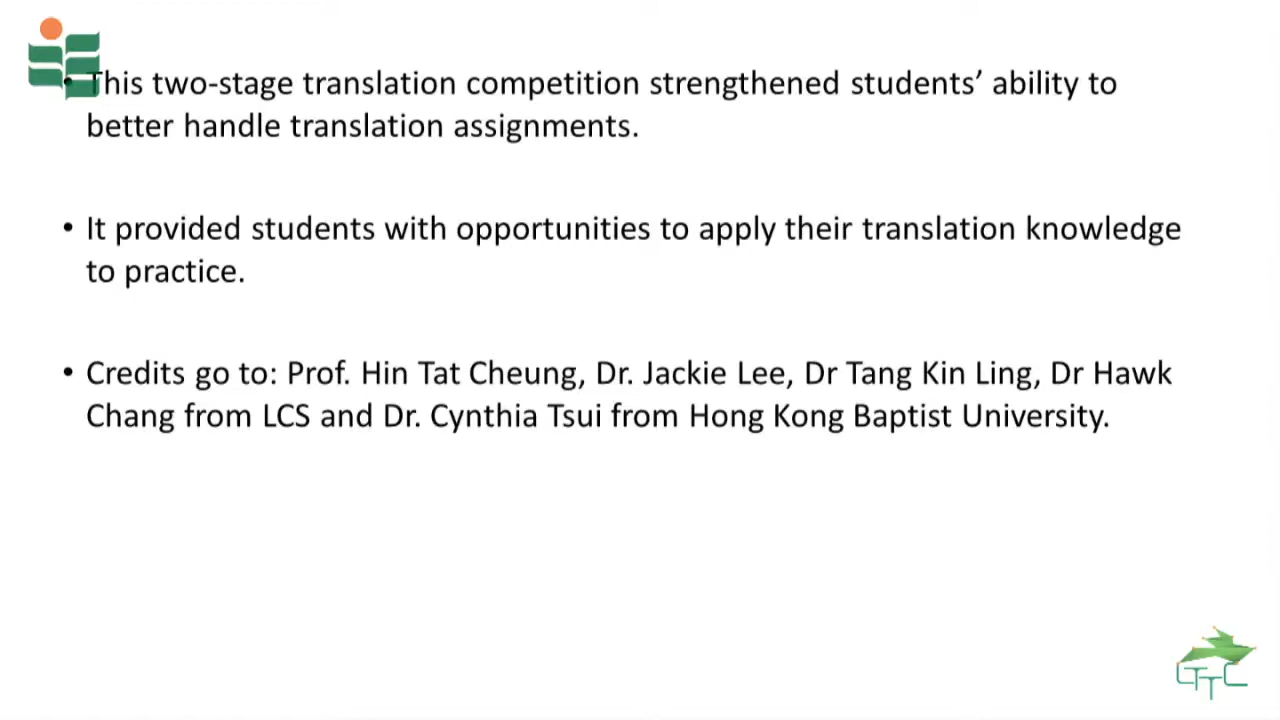 • This two-stage translation competition strengthened students’ ability to
better handle translation assignments.
• It provided students with opportunities to apply their translation knowledge
to practice.
• Credits go to: Prof. Hin Tat Cheung, Dr. Jackie Lee, Dr Tang Kin Ling, Dr Hawk
Chang from LCS and Dr. Cynthia Tsui from Hong Kong Baptist University.
CTTC